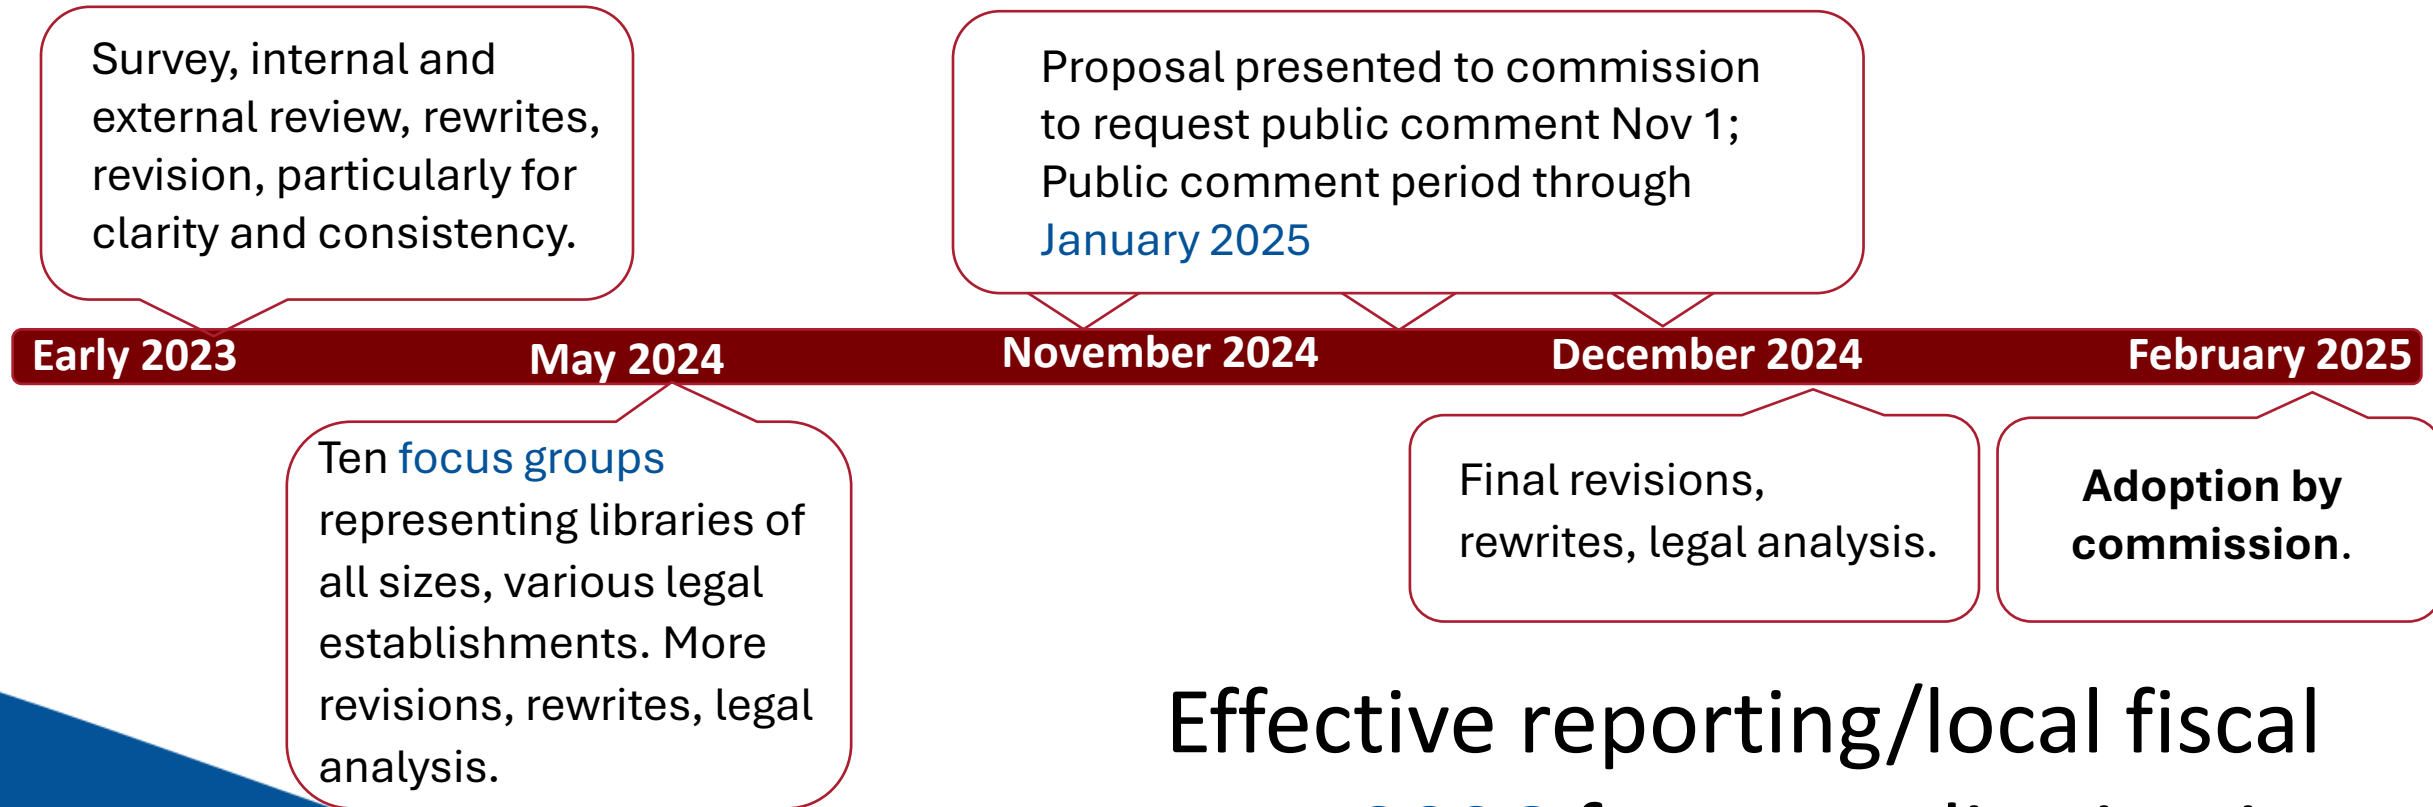 Survey, internal and
external review, rewrites,
revision, particularly for
clarity and consistency.
Proposal presented to commission
to request public comment Nov 1;
Public comment period through
January 2025
Early 2023
May 2024
November 2024
December 2024
February 2025
Ten focus groups
representing libraries of
all sizes, various legal
establishments. More
revisions, rewrites, legal
analysis.
Final revisions,
rewrites, legal analysis.
Adoption by
commission.
Effective reporting/local fiscal